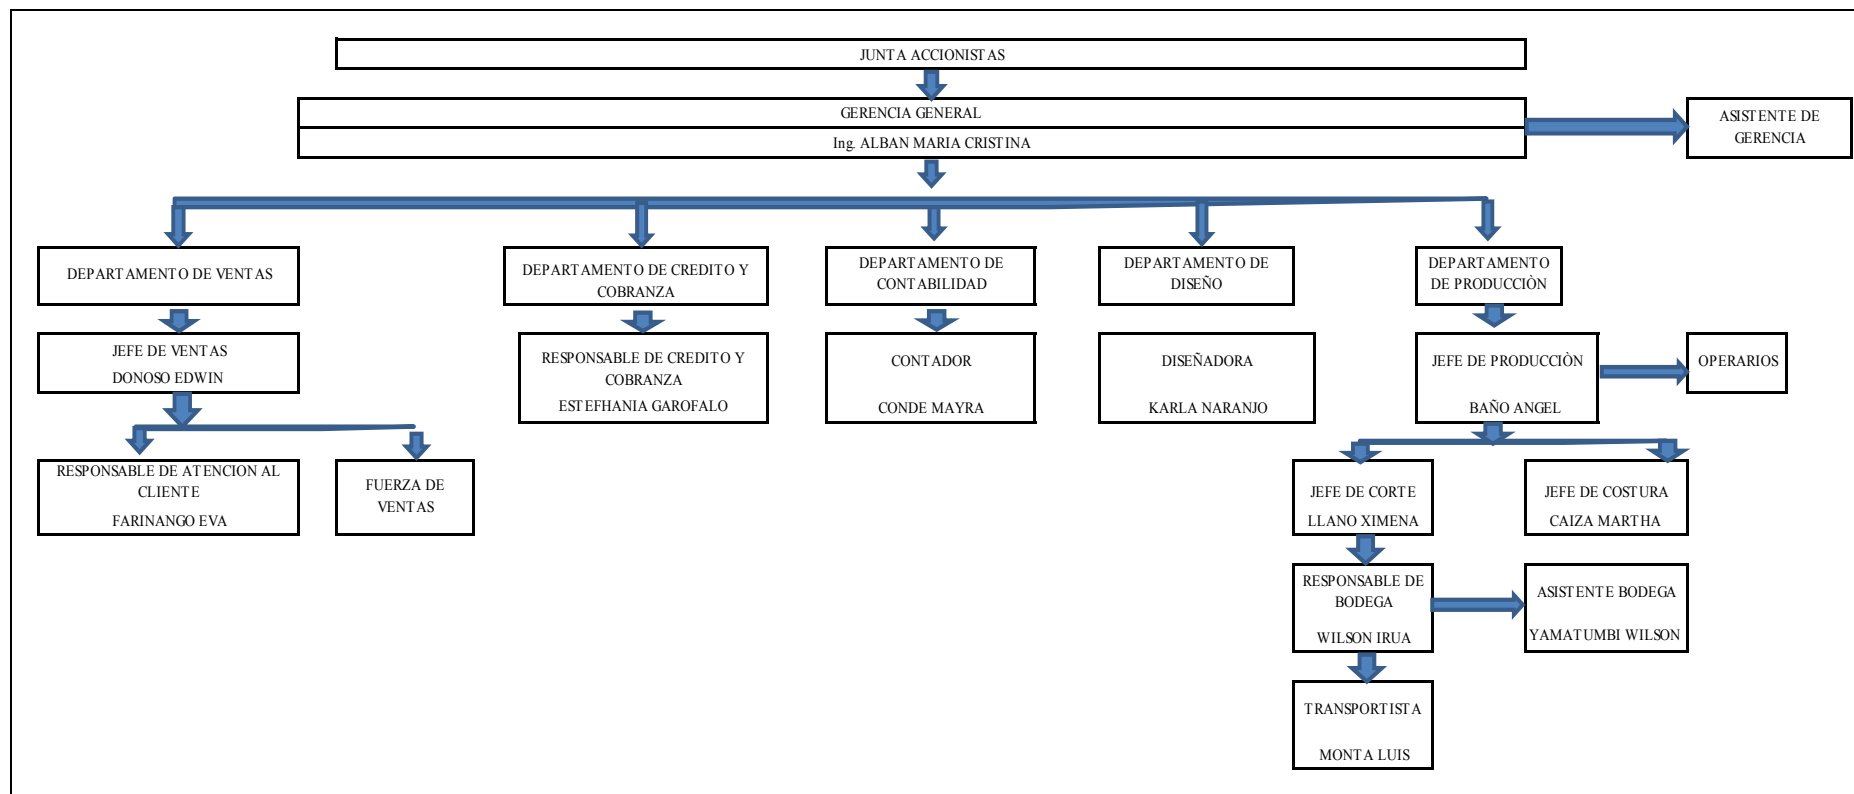 JUNTA ACCIONISTAS
GERENCIA GENERAL
Ing. ALBAN MARIA CRISTINA
ASISTENTE DE
GERENCIA
DEPARTAMENTO DE VENTAS
DEPARTAMENTO DE CREDITO Y
COBRANZA
DEPARTAMENTO DE
CONTABILIDAD
DEPARTAMENTO DE
DISEÑO
DEPARTAMENTO
DE PRODUCCIÒN
JEFE DE VENTAS
DONOSO EDWIN
RESPONSABLE DE CREDITO Y
COBRANZA
ESTEFHANIA GAROFALO
CONTADOR
CONDE MAYRA
DISEÑADORA
KARLA NARANJO
JEFE DE PRODUCCIÒN
BAÑO ANGEL
OPERARIOS
RESPONSABLE DE ATENCION AL
CLIENTE
FARINANGO EVA
FUERZA DE
VENTAS
JEFE DE CORTE
LLANO XIMENA
JEFE DE COSTURA
CAIZA MARTHA
RESPONSABLE DE
BODEGA
WILSON IRUA
ASISTENTE BODEGA
YAMATUMBI WILSON
TRANSPORTISTA
MONTA LUIS